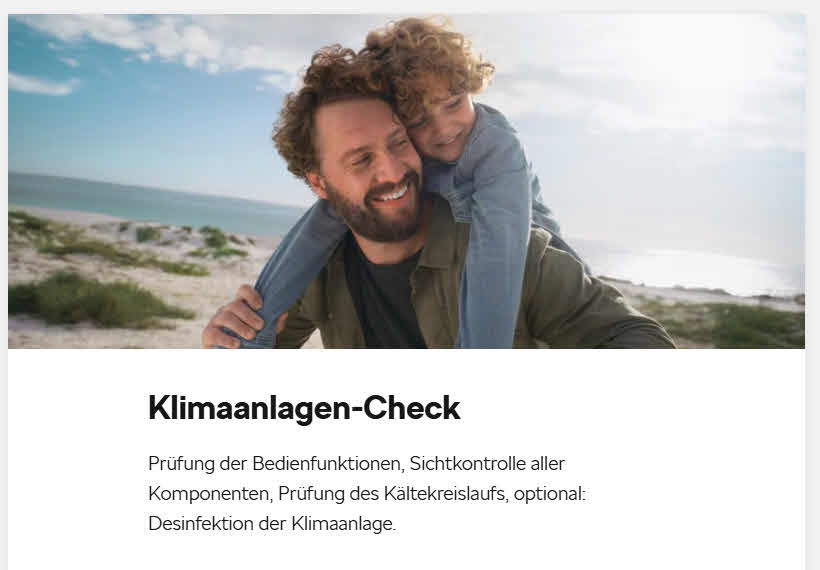 Klimaanlagen-Check
Prüfung der Bedienfunktionen, Sichtkontrolle aller
Komponenten, Prüfung des Kältekreislaufs, optional:
Desinfektion der Klimaanlage.